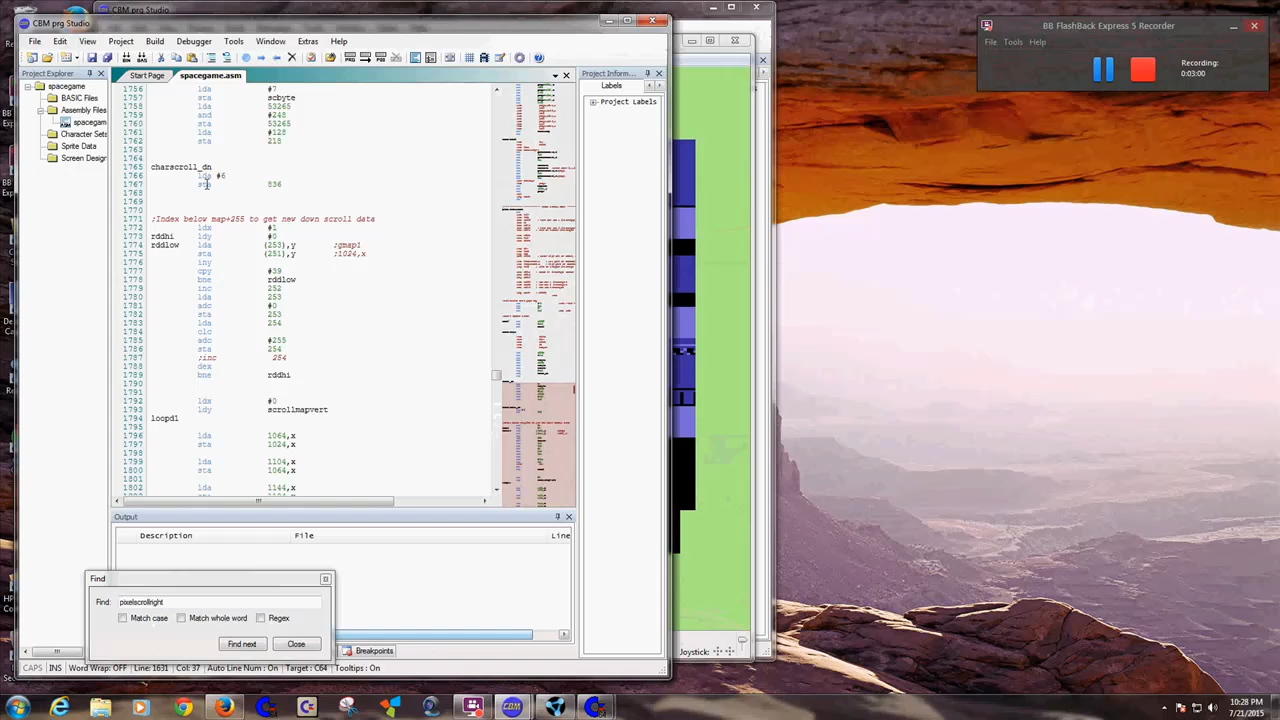 CBM prg Studio
CBM prg Studio
File Edit View Project Build Debugger Tools Window Extras Help
BB FlashBack Express 5 Recorder
File Tools Help
Recording:
0:03:00
Project Explorer
spacegame
BASIC Files
Assembly Files
spacegam
Character Sets
Sprite Data
Screen Design
Start Page spacegame.asm
1756 lda #7
1757 sta scbyte
1758 lda 53265
1759 and #248
1760 sta 53265
1761 lda #128
1762 sta 218
1763
1764
1765 charscroll_dn
1766 lda #6
1767 sta 836
1768
1769
1770
1771 ;Index below map+255 to get new down scroll data
1772 ldx #1
1773 rddhi ldy #0
1774 rddlow lda (253),y ;gmap1
1775 sta (251),y ;1024,x
1776 iny
1777 cpy #39
1778 bne rddlow
1779 inc 252
1780 lda 253
1781 adc #0
1782 sta 253
1783 lda 254
1784 clc
1785 adc #255
1786 sta 254
1787 ;inc 254
1788 dex
1789 bne rddhi
1790
1791
1792 ldx #0
1793 ldy scrollmapvert
1794 loopd1
1795
1796 lda 1064,x
1797 sta 1024,x
1798
1799 lda 1104,x
1800 sta 1064,x
1801
1802 lda 1144,x
Project Inform...
Labels
Project Labels
Output
Description File Line
Find
Find: pixelscrollright
Match case Match whole word Regex
Find next Close
Breakpoints
CAPS INS Word Wrap: OFF Line: 1631 Col: 37 Auto Line Num : On Target : C64 Tooltips : On
Joystick:
10:28 PM
7/21/2015